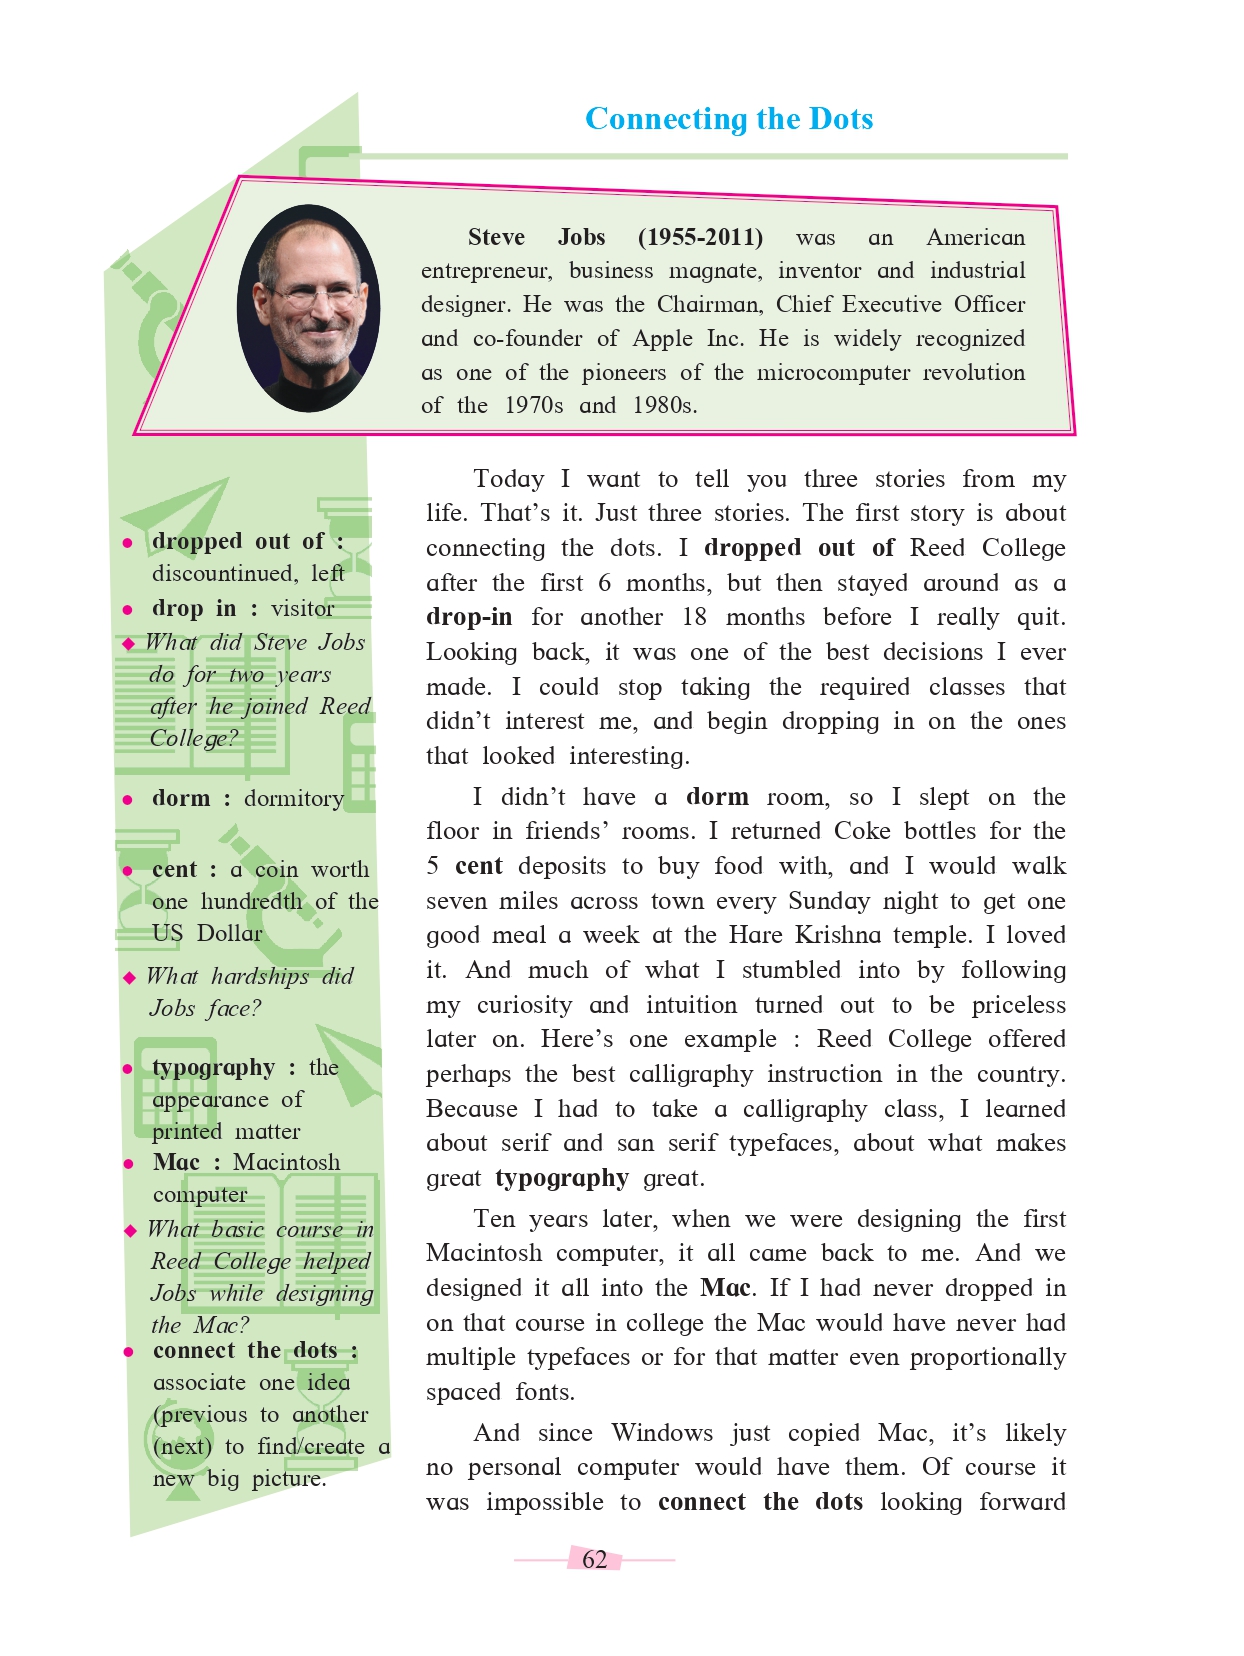 Connecting the Dots
Steve Jobs (1955-2011) was an American
entrepreneur, business magnate, inventor and industrial
designer. He was the Chairman, Chief Executive Officer
and co-founder of Apple Inc. He is widely recognized
as one of the pioneers of the microcomputer revolution
of the 1970s and 1980s.
• dropped out of :
discountinued, left
• drop in : visitor
◆ What did Steve Jobs
do for two years
after he joined Reed
College?
• dorm : dormitory
• cent : a coin worth
one hundredth of the
US Dollar
◆ What hardships did
Jobs face?
• typography : the
appearance of
printed matter
• Mac : Macintosh
computer
◆ What basic course in
Reed College helped
Jobs while designing
the Mac?
• connect the dots :
associate one idea
(previous to another
(next) to find/create a
new big picture.
Today I want to tell you three stories from my
life. That’s it. Just three stories. The first story is about
connecting the dots. I dropped out of Reed College
after the first 6 months, but then stayed around as a
drop-in for another 18 months before I really quit.
Looking back, it was one of the best decisions I ever
made. I could stop taking the required classes that
didn’t interest me, and begin dropping in on the ones
that looked interesting.
I didn’t have a dorm room, so I slept on the
floor in friends’ rooms. I returned Coke bottles for the
5 cent deposits to buy food with, and I would walk
seven miles across town every Sunday night to get one
good meal a week at the Hare Krishna temple. I loved
it. And much of what I stumbled into by following
my curiosity and intuition turned out to be priceless
later on. Here’s one example : Reed College offered
perhaps the best calligraphy instruction in the country.
Because I had to take a calligraphy class, I learned
about serif and san serif typefaces, about what makes
great typography great.
Ten years later, when we were designing the first
Macintosh computer, it all came back to me. And we
designed it all into the Mac. If I had never dropped in
on that course in college the Mac would have never had
multiple typefaces or for that matter even proportionally
spaced fonts.
And since Windows just copied Mac, it’s likely
no personal computer would have them. Of course it
was impossible to connect the dots looking forward
62